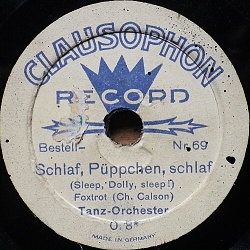 CLAUSOPHON
RECORD
Bestell- Nr. 69
Schlaf, Püppchen, schlaf
(Sleep, Dolly, sleep!)
Foxtrot (Ch. Calson)
Tanz-Orchester
MADE IN GERMANY